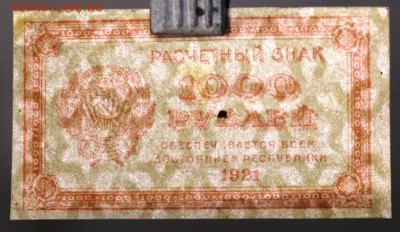 РАСЧЕТНЫЙ ЗНАК
1000
РУБЛЕЙ
ОБЕСПЕЧИВАЕТСЯ ВСЕМ
ДОСТОЯНИЕМ РЕСПУБЛИКИ
1921